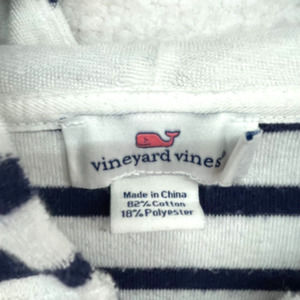 vineyard vines
Made in China
82% Cotton
18% Polyester